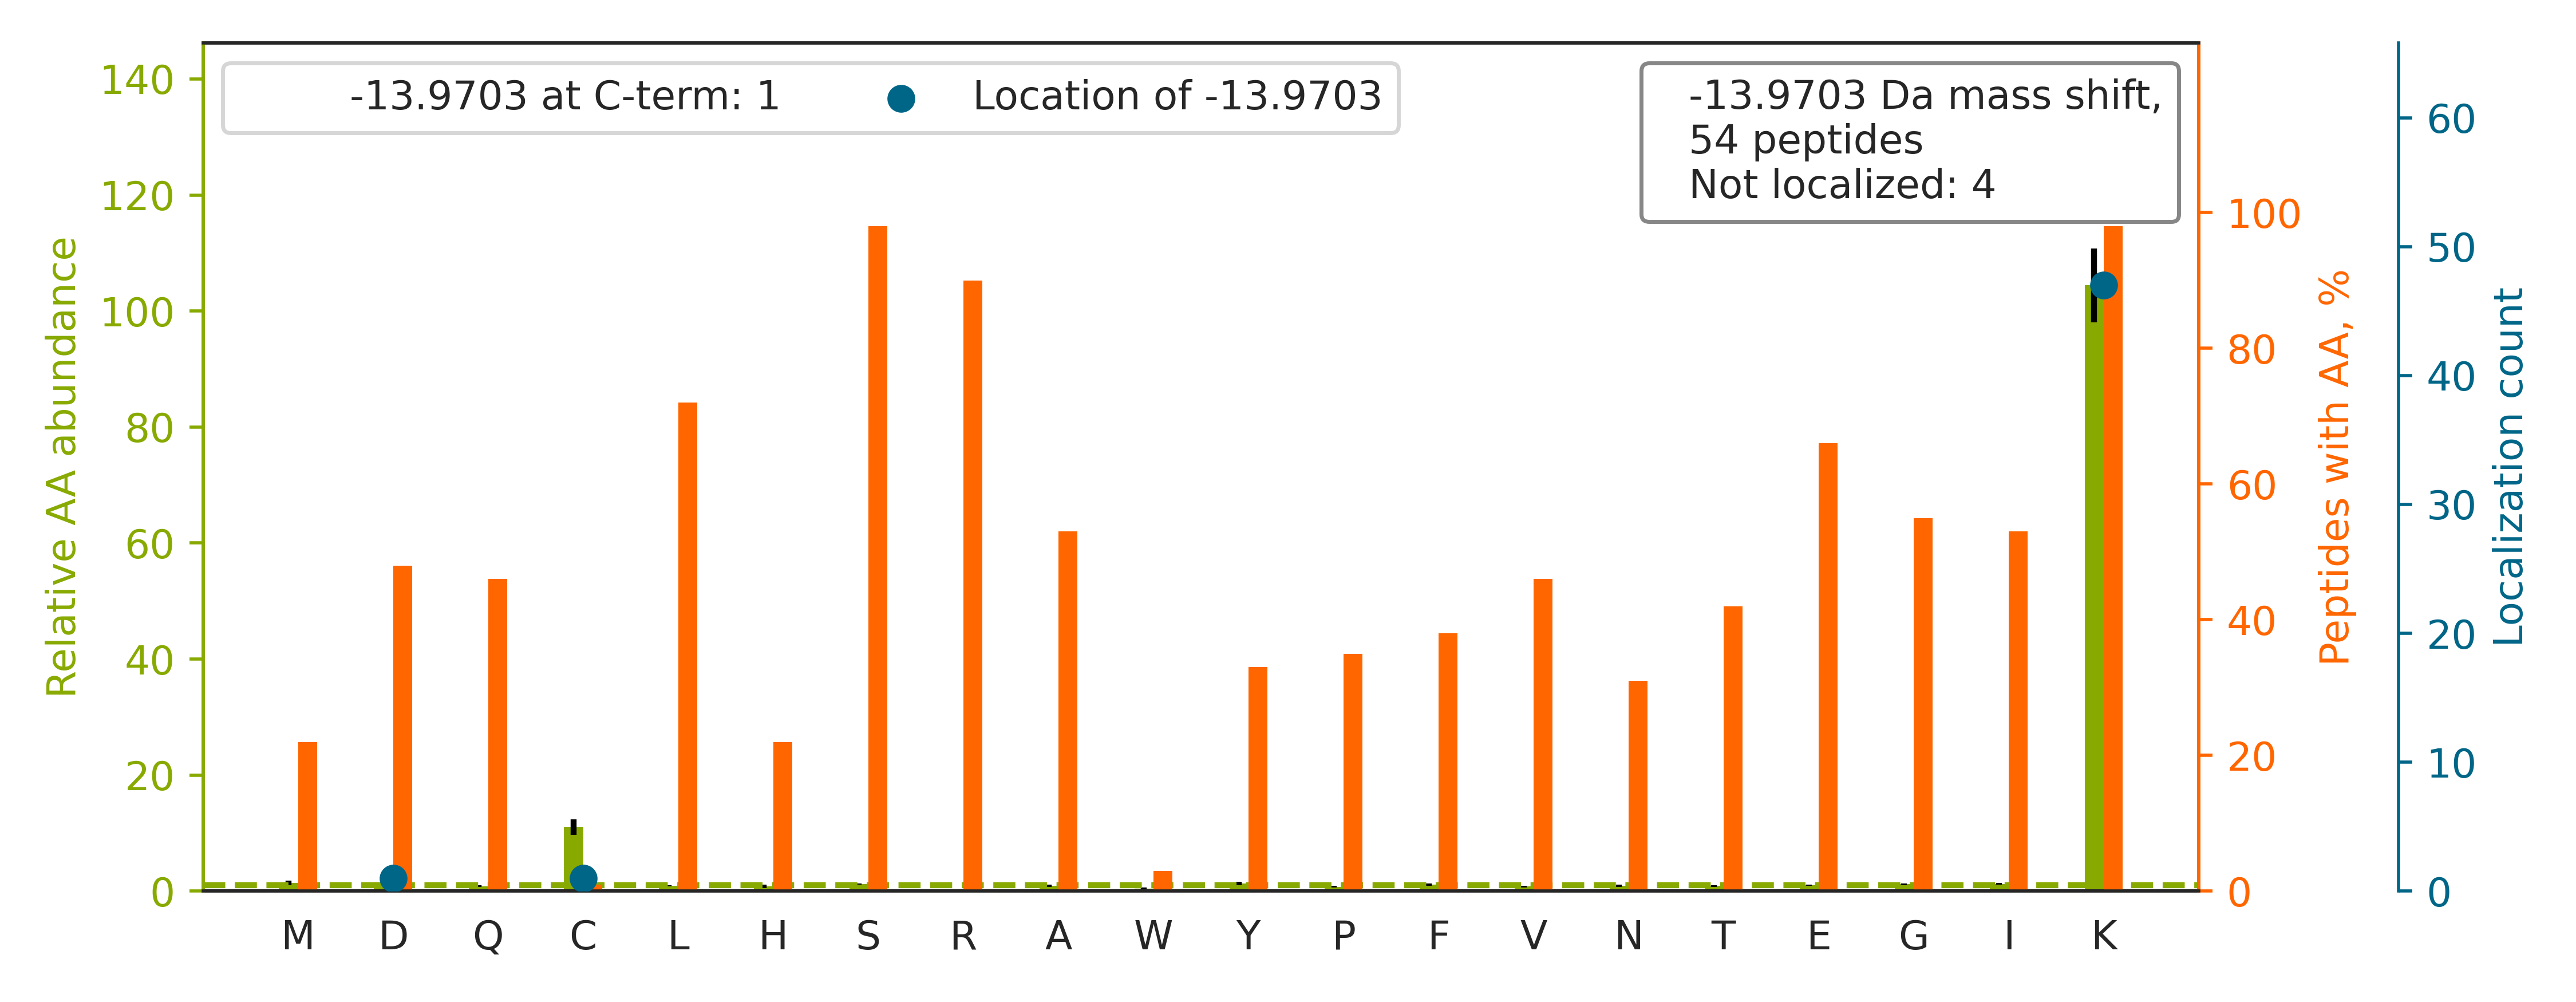 -13.9703 at C-term: 1
Location of -13.9703
-13.9703 Da mass shift,
54 peptides
Not localized: 4
Relative AA abundance
140
120
100
80
60
40
20
0
Peptides with AA, %
100
80
60
40
20
0
Localization count
60
50
40
30
20
10
0
M D Q C L H S R A W Y P F V N T E G I K